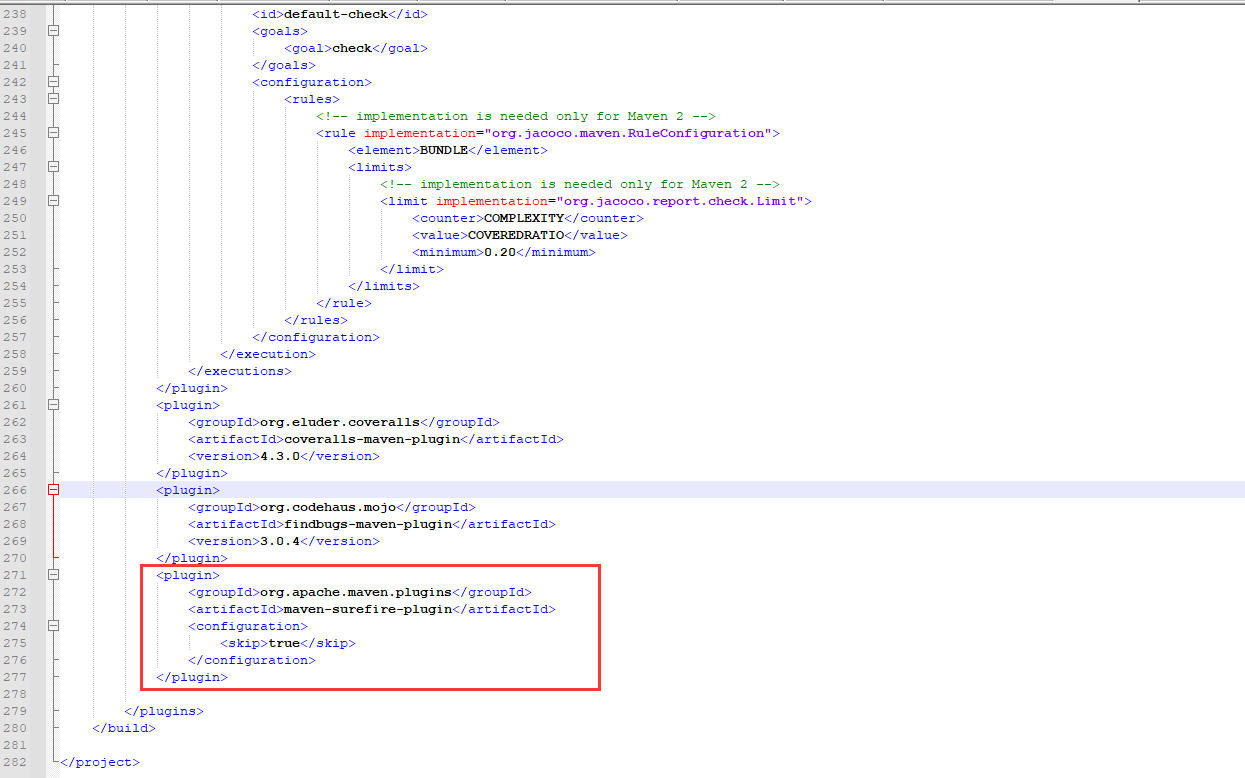 238 <id>default-check</id>
239 <goals>
240 <goal>check</goal>
241 </goals>
242 <configuration>
243 <rules>
244 <!-- implementation is needed only for Maven 2 -->
245 <rule implementation="org.jacoco.maven.RuleConfiguration">
246 <element>BUNDLE</element>
247 <limits>
248 <!-- implementation is needed only for Maven 2 -->
249 <limit implementation="org.jacoco.report.check.Limit">
250 <counter>COMPLEXITY</counter>
251 <value>COVEREDRATIO</value>
252 <minimum>0.20</minimum>
253 </limit>
254 </limits>
255 </rule>
256 </rules>
257 </configuration>
258 </execution>
259 </executions>
260 </plugin>
261 <plugin>
262 <groupId>org.eluder.coveralls</groupId>
263 <artifactId>coveralls-maven-plugin</artifactId>
264 <version>4.3.0</version>
265 </plugin>
266 <plugin>
267 <groupId>org.codehaus.mojo</groupId>
268 <artifactId>findbugs-maven-plugin</artifactId>
269 <version>3.0.4</version>
270 </plugin>
271 <plugin>
272 <groupId>org.apache.maven.plugins</groupId>
273 <artifactId>maven-surefire-plugin</artifactId>
274 <configuration>
275 <skip>true</skip>
276 </configuration>
277 </plugin>
278
279 </plugins>
280 </build>
281
282 </project>